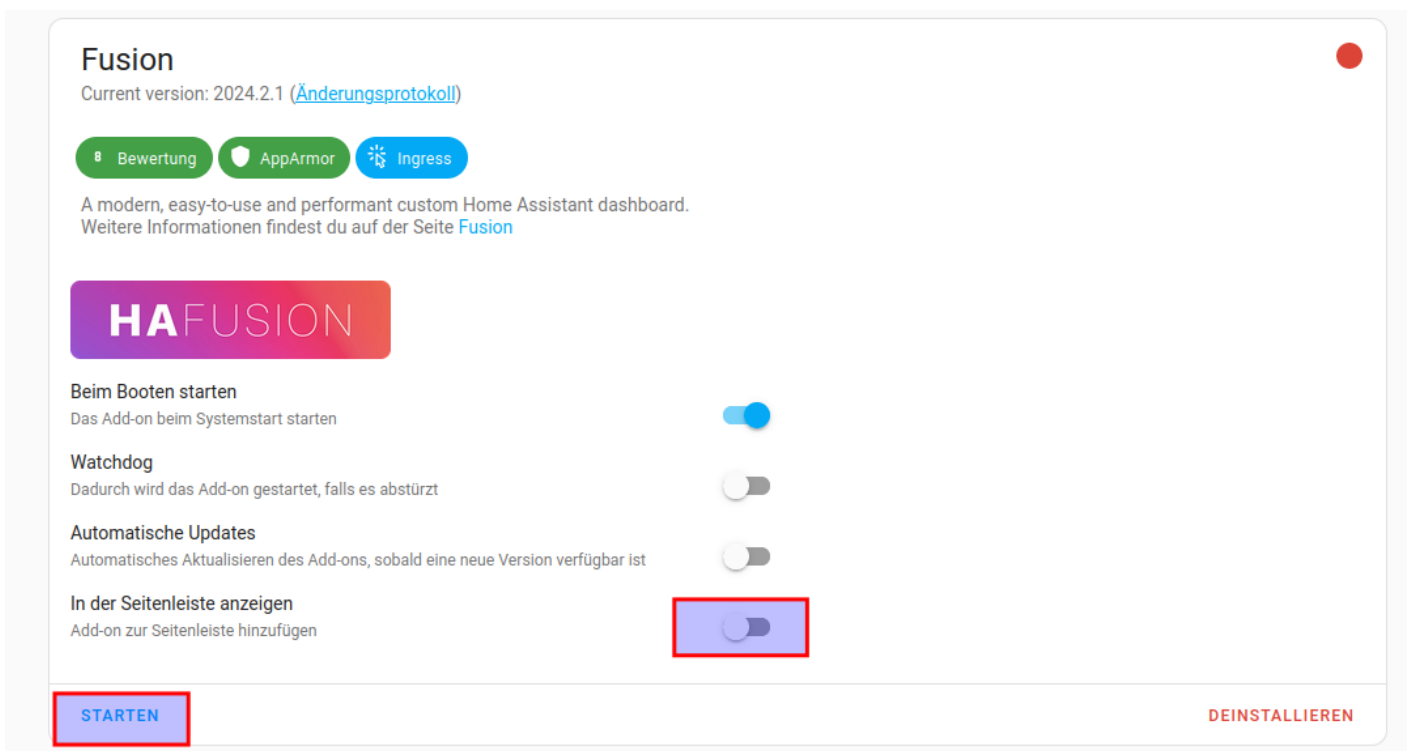 Fusion
Current version: 2024.2.1 (Änderungsprotokoll)
8 Bewertung AppArmor Ingress
A modern, easy-to-use and performant custom Home Assistant dashboard.
Weitere Informationen findest du auf der Seite Fusion
HAFUSION
Beim Booten starten
Das Add-on beim Systemstart starten
Watchdog
Dadurch wird das Add-on gestartet, falls es abstürzt
Automatische Updates
Automatisches Aktualisieren des Add-ons, sobald eine neue Version verfügbar ist
In der Seitenleiste anzeigen
Add-on zur Seitenleiste hinzufügen
STARTEN DEINSTALLIEREN